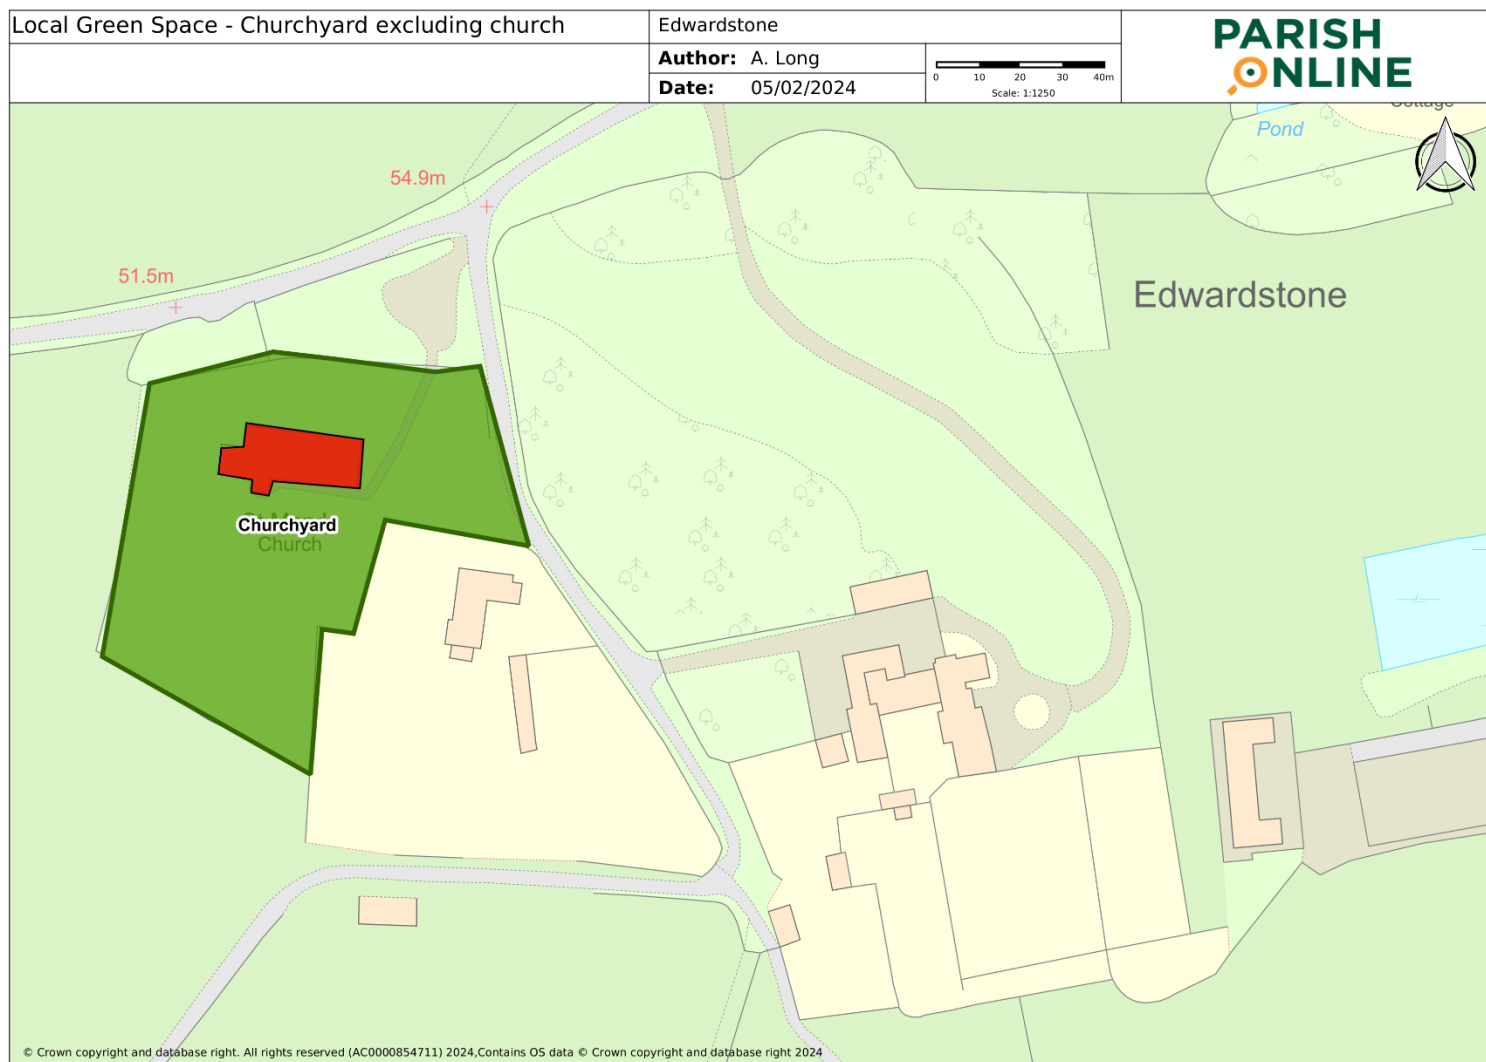 Local Green Space - Churchyard excluding church
Edwardstone
Author: A. Long
Date: 05/02/2024
0 10 20 30 40m
Scale: 1:1250
PARISH
ONLINE
Cottage
Pond
54.9m
51.5m
Edwardstone
Churchyard
Church
© Crown copyright and database right. All rights reserved (AC0000854711) 2024,Contains OS data © Crown copyright and database right 2024